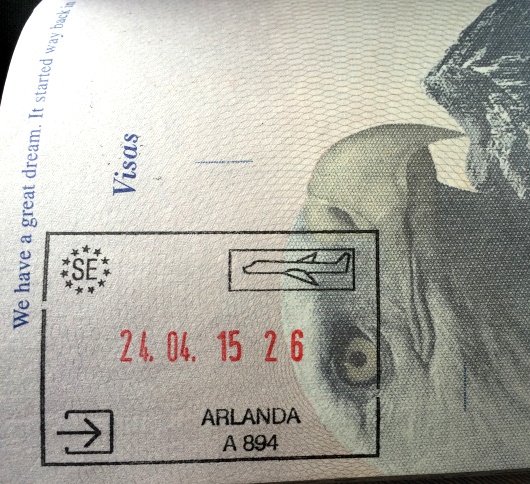 We have a great dream. It started way back in
Visas
SE
24. 04. 15 2 6
ARLANDA
A 894